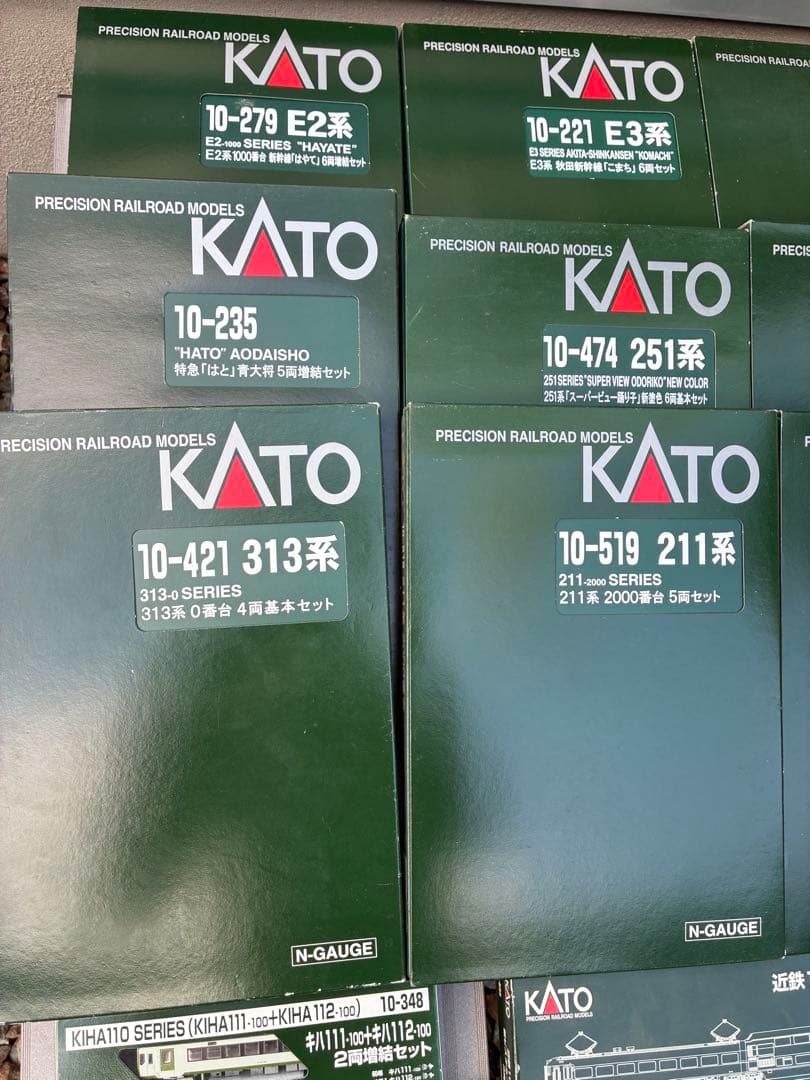 PRECISION RAILROAD MODELS
KATO
10-279 E2系
E2-1000 SERIES "HAYATE"
E2系1000番台 新幹線「はやて」6両増結セット
PRECISION RAILROAD MODELS
KATO
10-221 E3系
E3 SERIES AKITA-SHINKANSEN "KOMACHI"
E3系 秋田新幹線「こまち」6両セット
PRECISION RAILROAD MODELS
PRECISION RAILROAD MODELS
KATO
10-235
"HATO" AODAISHO
特急「はと」青大将 5両増結セット
PRECISION RAILROAD MODELS
KATO
10-474 251系
251 SERIES "SUPER VIEW ODORIKO" NEW COLOR
251系「スーパービュー踊り子」新塗色 6両基本セット
PRECISION RAILROAD MODELS
KATO
10-421 313系
313-0 SERIES
313系 0番台 4両基本セット
N-GAUGE
PRECISION RAILROAD MODELS
KATO
10-519 211系
211-2000 SERIES
211系 2000番台 5両セット
N-GAUGE
KIHA110 SERIES (KIHA111-100+KIHA112-100) 10-348
キハ111-100+キハ112-100
2両増結セット
KATO
PRECISION RAILROAD MODELS
近鉄